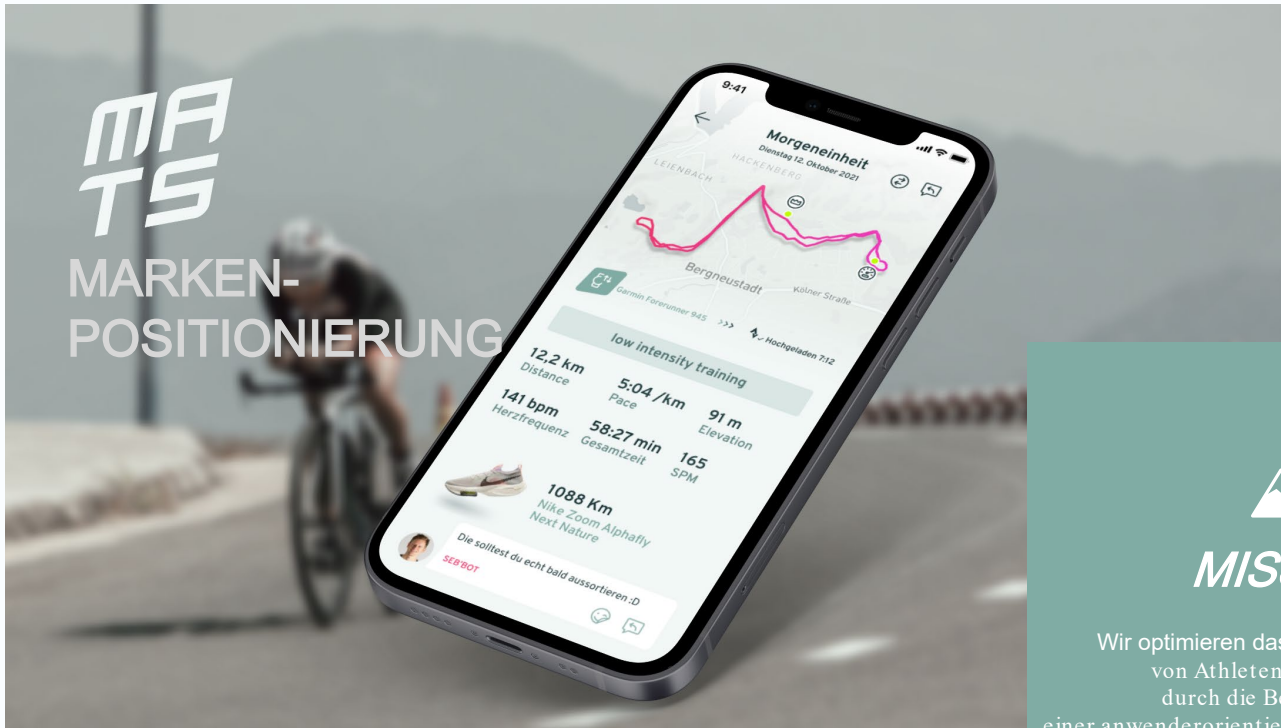 MA
TS
MARKEN-
POSITIONIERUNG
9:41
Morgeneinheit
Dienstag 12. Oktober 2021
LEIENBACH
HACKENBERG
Bergneustadt
Kölner Straße
Garmin Forerunner 945 >>> Hochgeladen 7:12
low intensity training
12,2 km
Distance
5:04 /km
Pace
91 m
Elevation
141 bpm
Herzfrequenz
58:27 min
Gesamtzeit
165
SPM
1088 Km
Nike Zoom Alphafly
Next Nature
Die solltest du echt bald aussortieren :D
SEB'BOT
MIS
Wir optimieren das
von Athleten
durch die